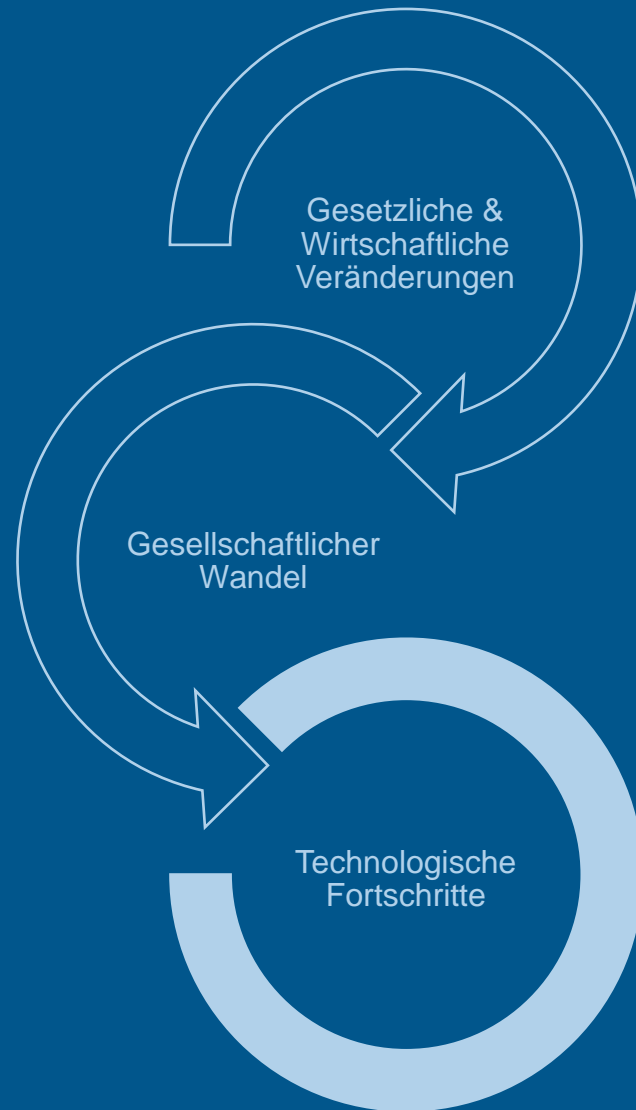 Gesetzliche &
Wirtschaftliche
Veränderungen
Gesellschaftlicher
Wandel
Technologische
Fortschritte